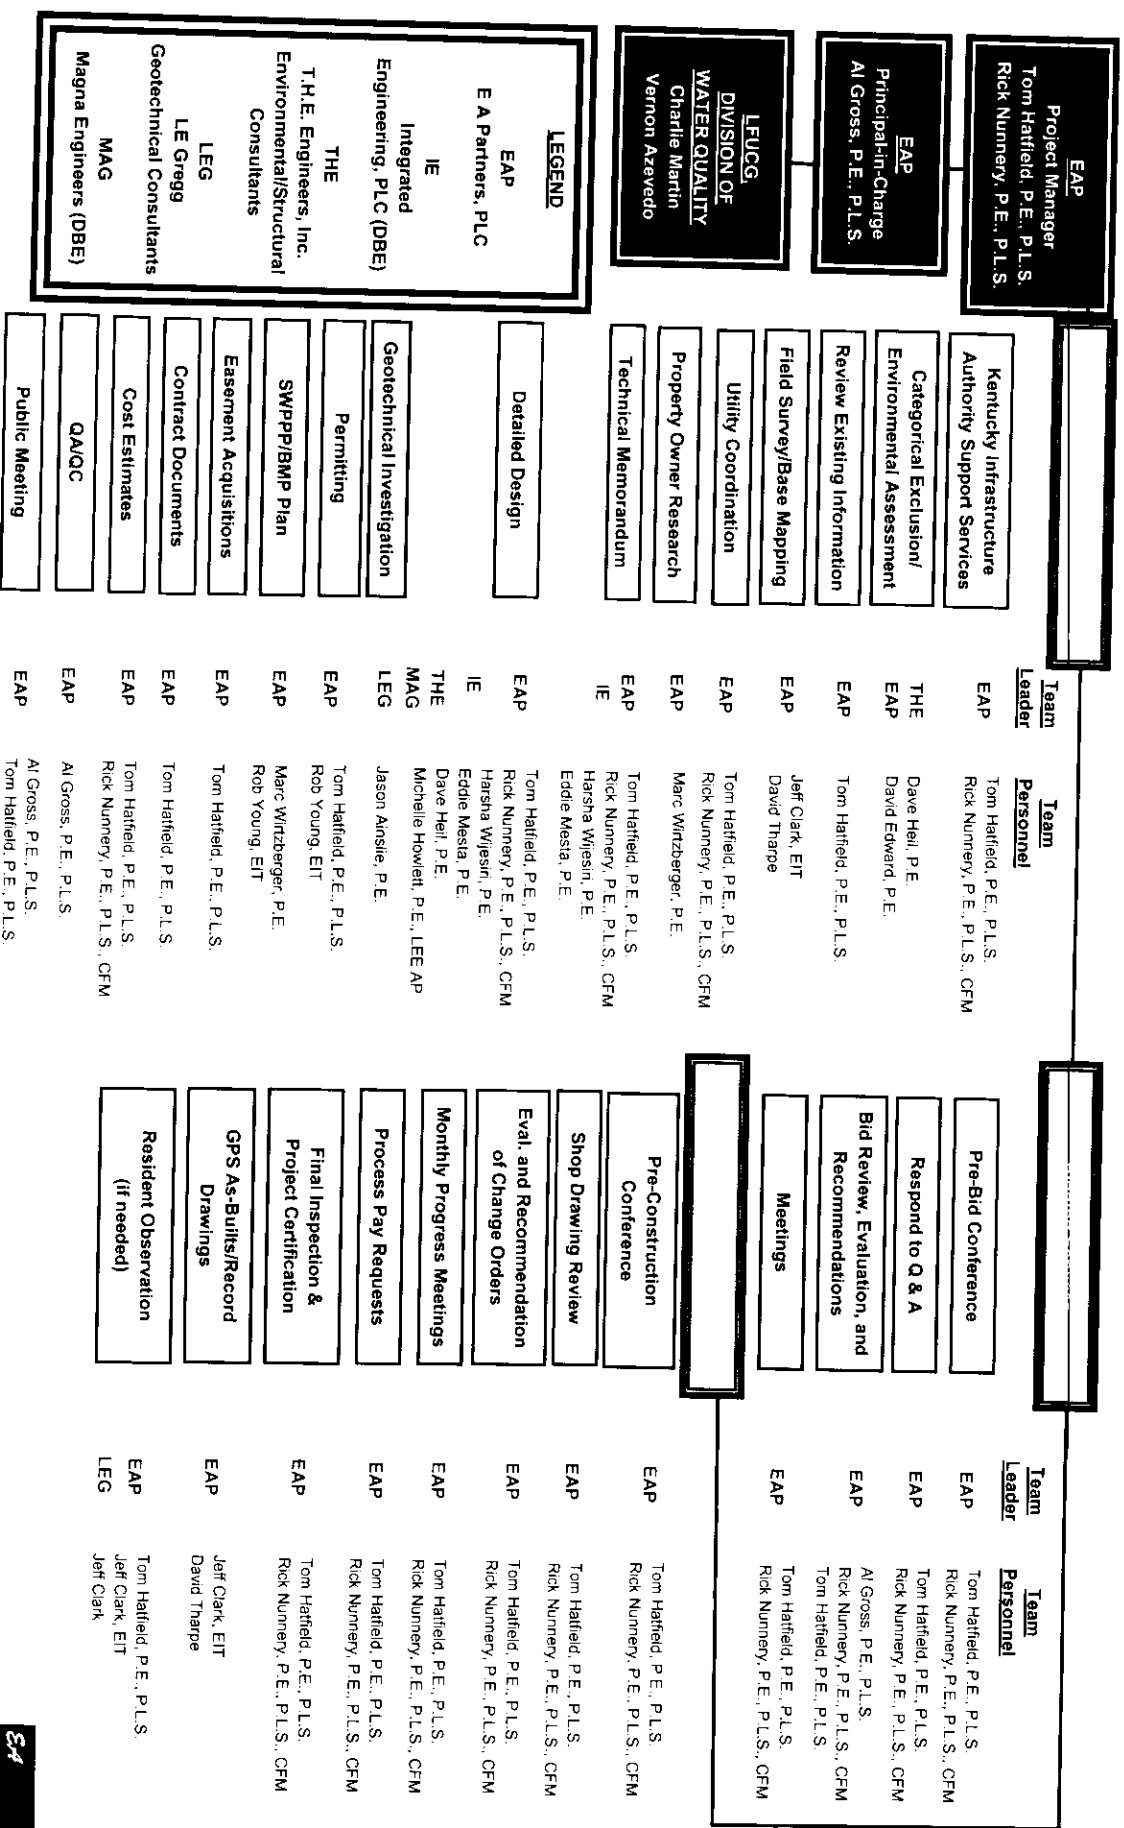 EAP
Project Manager
Tom Hatfield, P.E., P.L.S.
Rick Nunnery, P.E., P.L.S.
EAP
Principal-in-Charge
Al Gross, P.E., P.L.S.
LFUCG,
DIVISION OF
WATER QUALITY
Charlie Martin
Vernon Azevedo
LEGEND
EAP
E A Partners, PLC
IE
Integrated
Engineering, PLC (DBE)
THE
T.H.E. Engineers, Inc.
Environmental/Structural
Consultants
LEG
LE Gregg
Geotechnical Consultants
MAG
Magna Engineers (DBE)
Team
Leader
Team
Personnel
Kentucky Infrastructure
Authority Support Services
EAP
Tom Hatfield, P.E., P.L.S.
Rick Nunnery, P.E., P.L.S., CFM
Categorical Exclusion/
Environmental Assessment
THE
Dave Heil, P.E.
EAP
David Edward, P.E.
Review Existing Information
EAP
Tom Hatfield, P.E., P.L.S.
Field Survey/Base Mapping
EAP
Jeff Clark, EIT
David Tharpe
Utility Coordination
EAP
Tom Hatfield, P.E., P.L.S.
Rick Nunnery, P.E., P.L.S., CFM
Property Owner Research
EAP
Marc Wirtzberger, P.E.
Technical Memorandum
EAP
IE
Tom Hatfield, P.E., P.L.S.
Rick Nunnery, P.E., P.L.S., CFM
Harsha Wijesiri, P.E.
Eddie Mesta, P.E.
Detailed Design
EAP
Tom Hatfield, P.E., P.L.S.
Rick Nunnery, P.E., P.L.S., CFM
IE
Harsha Wijesiri, P.E.
Eddie Mesta, P.E.
THE
Dave Heil, P.E.
MAG
Michelle Howlett, P.E., LEE AP
Geotechnical Investigation
LEG
Jason Ainslie, P.E.
Permitting
EAP
Tom Hatfield, P.E., P.L.S.
Rob Young, EIT
SWPPP/BMP Plan
EAP
Marc Wirtzberger, P.E.
Rob Young, EIT
Easement Acquisitions
EAP
Tom Hatfield, P.E., P.L.S.
Contract Documents
EAP
Tom Hatfield, P.E., P.L.S.
Cost Estimates
EAP
Tom Hatfield, P.E., P.L.S.
Rick Nunnery, P.E., P.L.S., CFM
QA/QC
EAP
Al Gross, P.E., P.L.S.
Public Meeting
EAP
Al Gross, P.E., P.L.S.
Tom Hatfield, P.E., P.L.S.
Team
Leader
Team
Personnel
Pre-Bid Conference
EAP
Tom Hatfield, P.E., P.L.S.
Rick Nunnery, P.E., P.L.S., CFM
Respond to Q & A
EAP
Tom Hatfield, P.E., P.L.S.
Rick Nunnery, P.E., P.L.S., CFM
Bid Review, Evaluation, and
Recommendations
EAP
Al Gross, P.E., P.L.S.
Rick Nunnery, P.E., P.L.S., CFM
Tom Hatfield, P.E., P.L.S.
Meetings
EAP
Tom Hatfield, P.E., P.L.S.
Rick Nunnery, P.E., P.L.S., CFM
Pre-Construction
Conference
EAP
Tom Hatfield, P.E., P.L.S.
Rick Nunnery, P.E., P.L.S., CFM
Shop Drawing Review
EAP
Tom Hatfield, P.E., P.L.S.
Rick Nunnery, P.E., P.L.S., CFM
Eval. and Recommendation
of Change Orders
EAP
Tom Hatfield, P.E., P.L.S.
Rick Nunnery, P.E., P.L.S., CFM
Monthly Progress Meetings
EAP
Tom Hatfield, P.E., P.L.S.
Rick Nunnery, P.E., P.L.S., CFM
Process Pay Requests
EAP
Tom Hatfield, P.E., P.L.S.
Rick Nunnery, P.E., P.L.S., CFM
Final Inspection &
Project Certification
EAP
Tom Hatfield, P.E., P.L.S.
Rick Nunnery, P.E., P.L.S., CFM
GPS As-Builts/Record
Drawings
EAP
Jeff Clark, EIT
David Tharpe
Resident Observation
(if needed)
EAP
Tom Hatfield, P.E., P.L.S.
Jeff Clark, EIT
LEG
Jeff Clark
EA